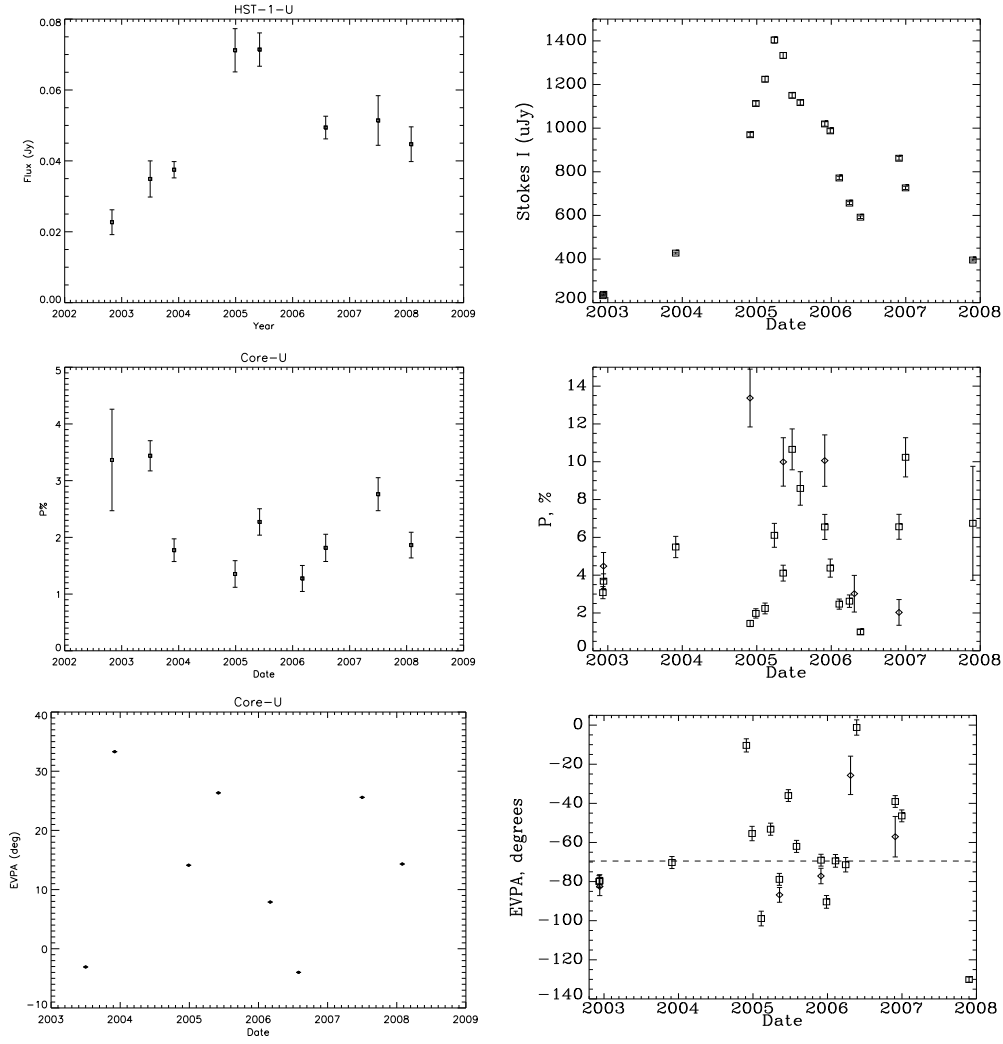 HST-1-U
0.08
0.06
0.04
0.02
0.00
Flux (Jy)
2002 2003 2004 2005 2006 2007 2008 2009
Year
1400
1200
1000
800
600
400
200
Stokes I (uJy)
2003 2004 2005 2006 2007 2008
Date
Core-U
5
4
3
2
1
0
P%
2002 2003 2004 2005 2006 2007 2008 2009
Date
14
12
10
8
6
4
2
0
P, %
2003 2004 2005 2006 2007 2008
Date
Core-U
40
30
20
10
0
-10
EVPA (deg)
2003 2004 2005 2006 2007 2008 2009
Date
0
-20
-40
-60
-80
-100
-120
-140
EVPA, degrees
2003 2004 2005 2006 2007 2008
Date